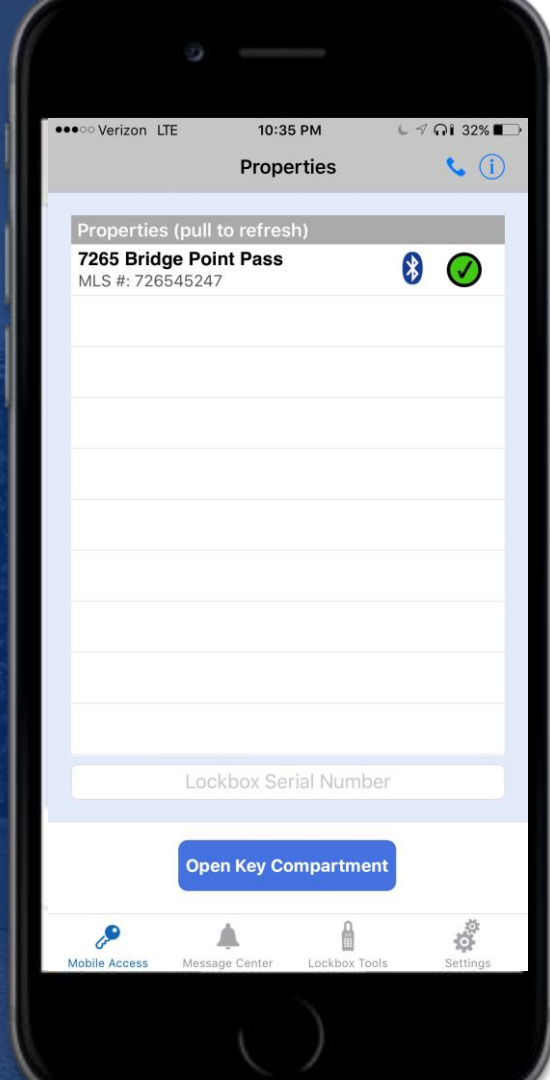 Verizon LTE 10:35 PM 32%
Properties
Properties (pull to refresh)
7265 Bridge Point Pass
MLS #: 726545247
Lockbox Serial Number
Open Key Compartment
Mobile Access Message Center Lockbox Tools Settings